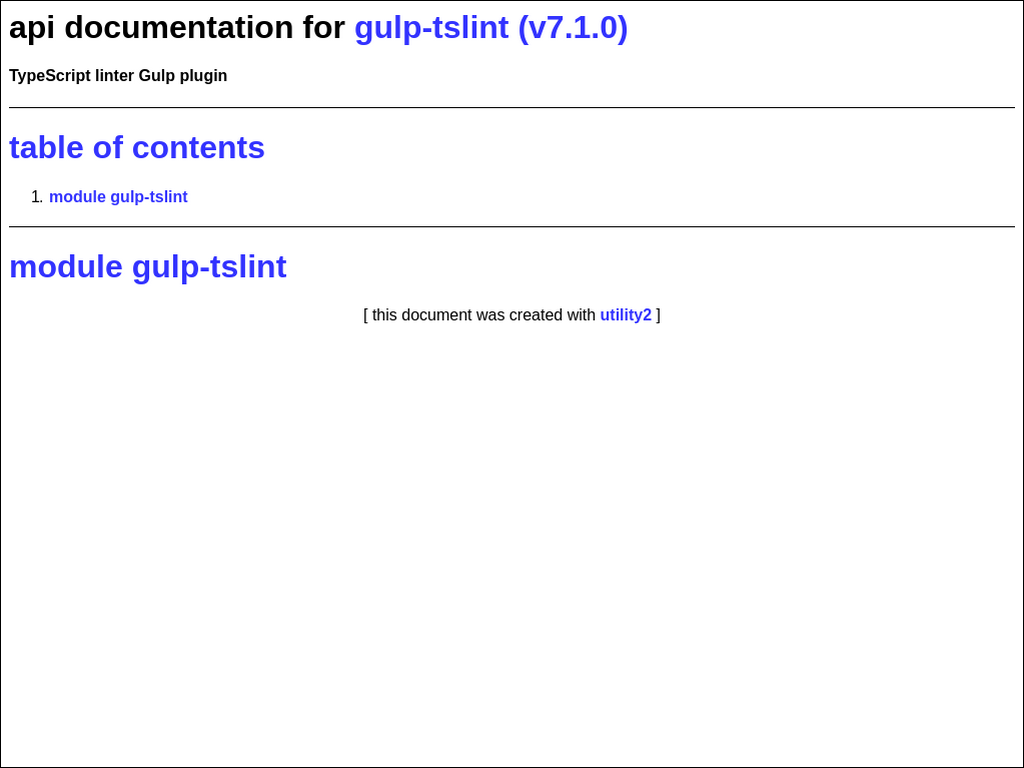 api documentation for gulp-tslint (v7.1.0)
TypeScript linter Gulp plugin
table of contents
1. module gulp-tslint
module gulp-tslint
[ this document was created with utility2 ]